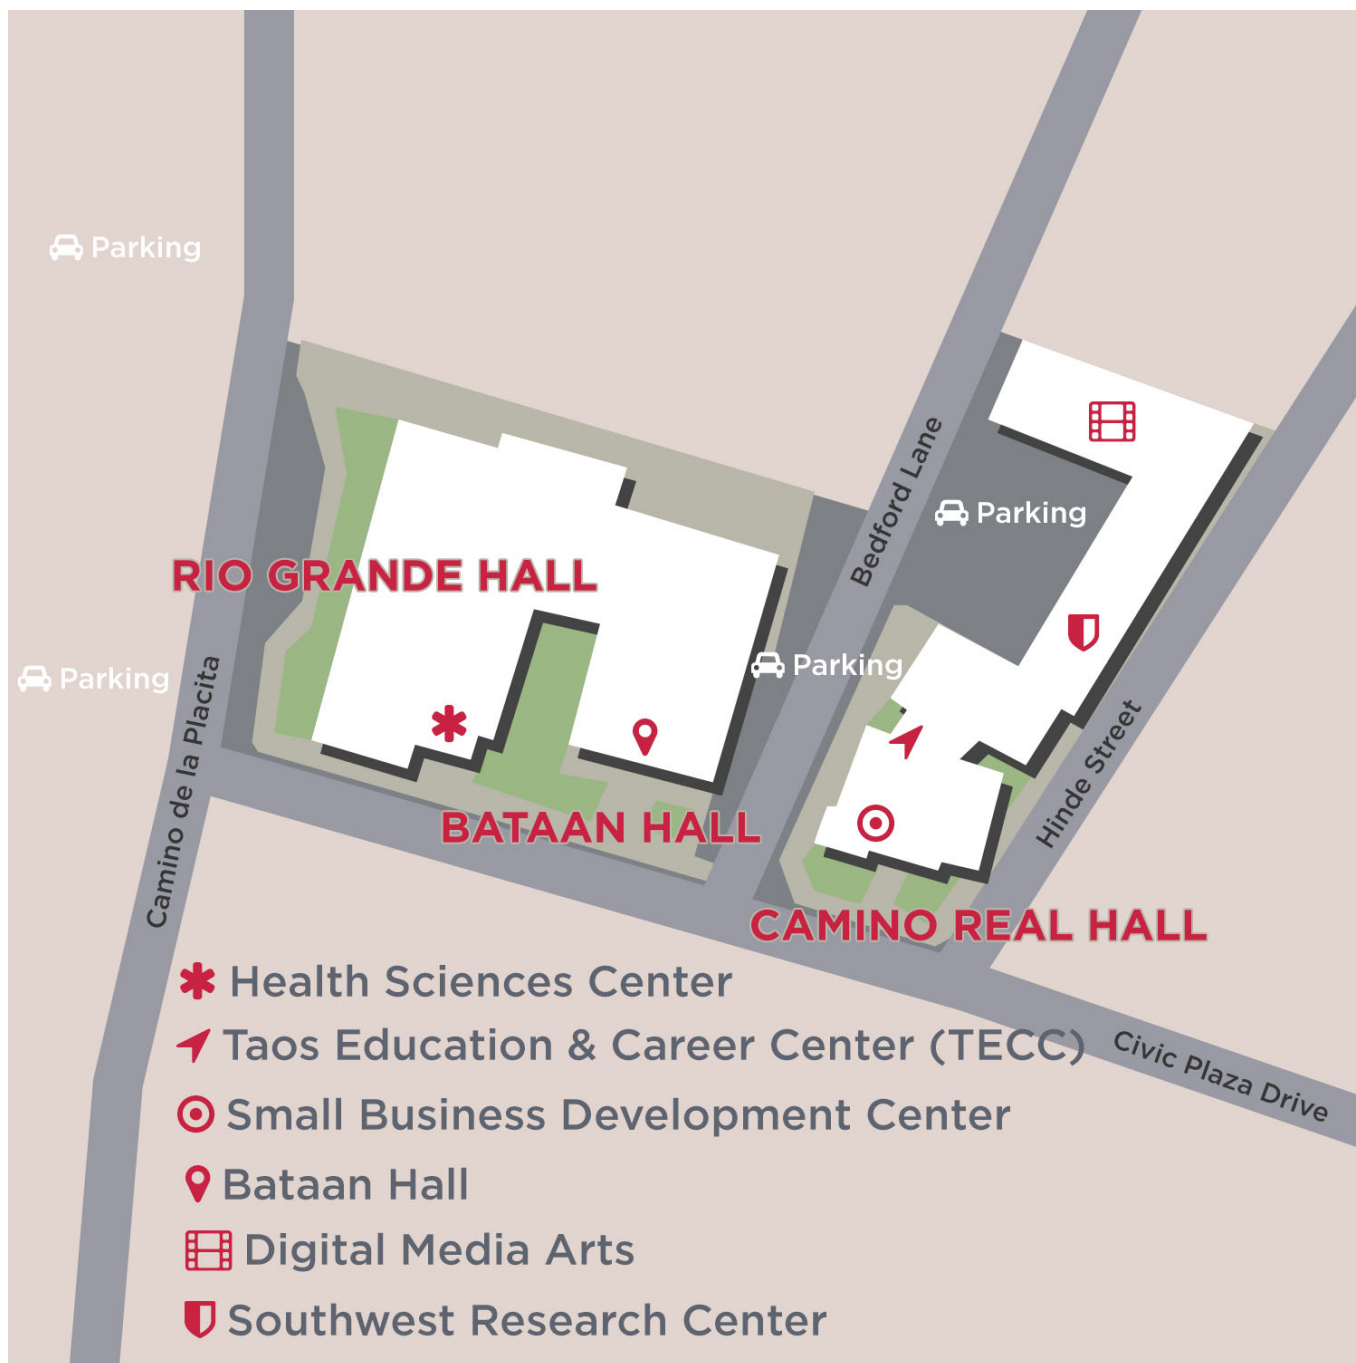 Parking
Bedford Lane
Parking
RIO GRANDE HALL
Parking
Parking
Camino de la Placita
Hinde Street
BATAAN HALL
CAMINO REAL HALL
Health Sciences Center
Taos Education & Career Center (TECC)
Civic Plaza Drive
Small Business Development Center
Bataan Hall
Digital Media Arts
Southwest Research Center